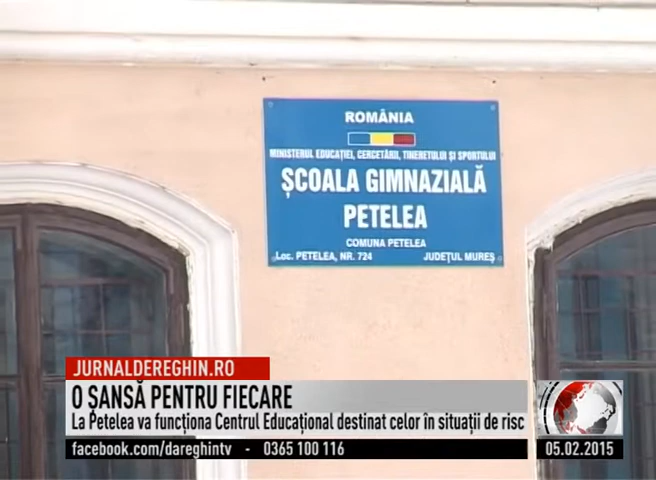 ROMÂNIA
MINISTERUL EDUCAȚIEI, CERCETĂRII, TINERETULUI ȘI SPORTULUI
ȘCOALA GIMNAZIALĂ
PETELEA
COMUNA PETELEA
Loc. PETELEA, NR. 724 JUDEȚUL MUREȘ
JURNALDEREGHIN.RO
O ȘANSĂ PENTRU FIECARE
La Petelea va funcționa Centrul Educațional destinat celor în situații de risc
facebook.com/dareghintv - 0365 100 116
05.02.2015